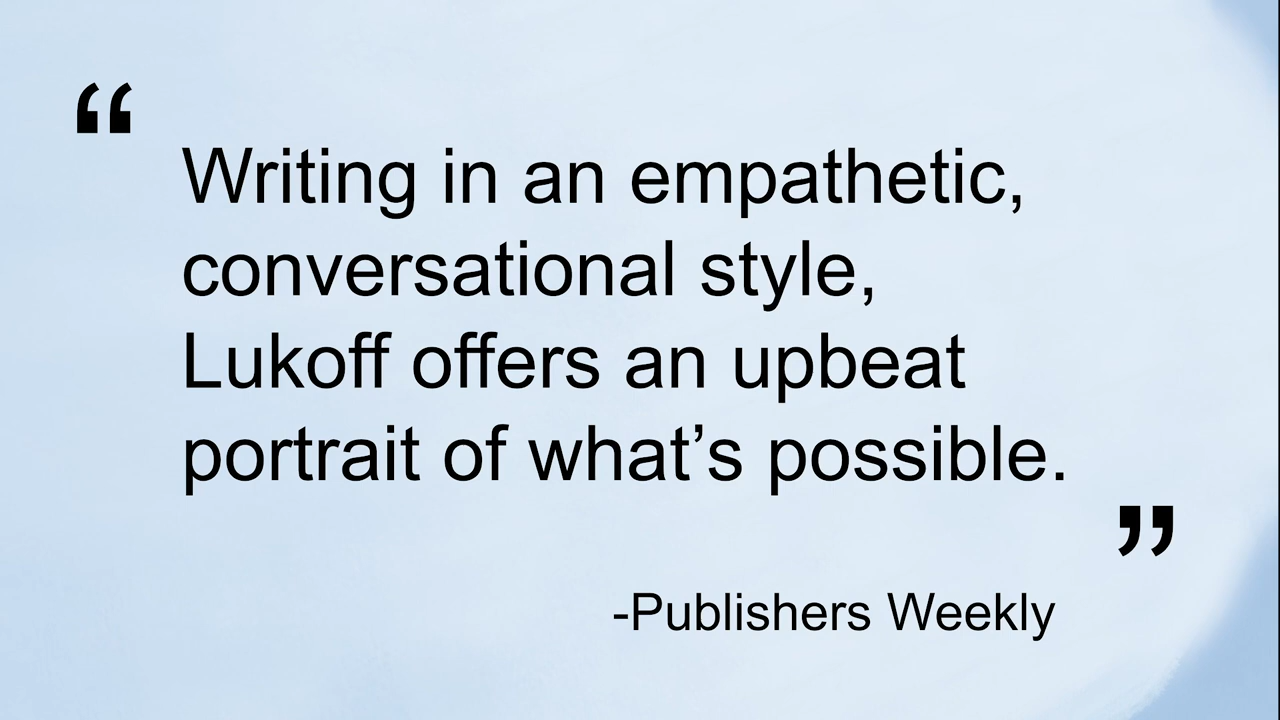 “
Writing in an empathetic,
conversational style,
Lukoff offers an upbeat
portrait of what’s possible.
”
-Publishers Weekly